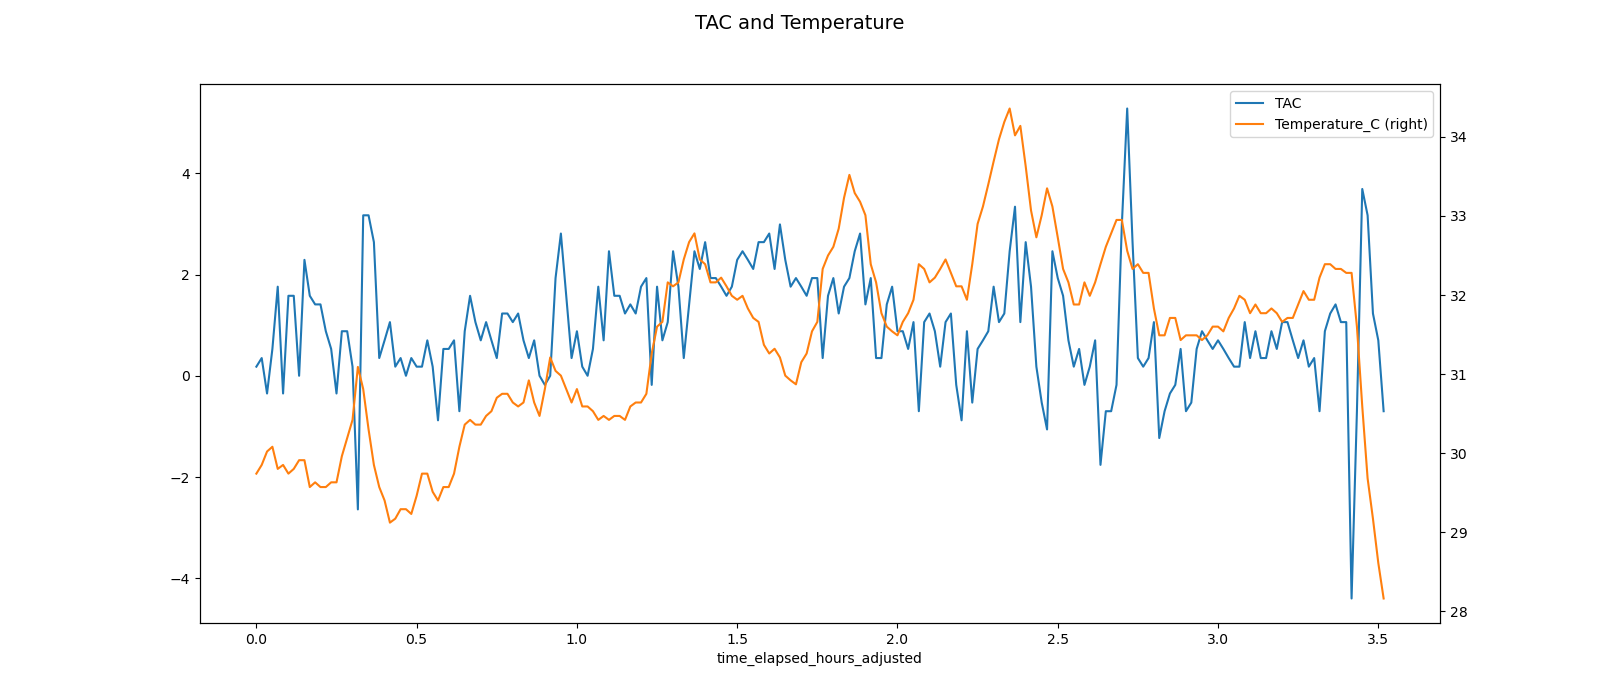 TAC and Temperature
TAC
Temperature_C (right)
4
2
0
−2
−4
34
33
32
31
30
29
28
0.0 0.5 1.0 1.5 2.0 2.5 3.0 3.5
time_elapsed_hours_adjusted